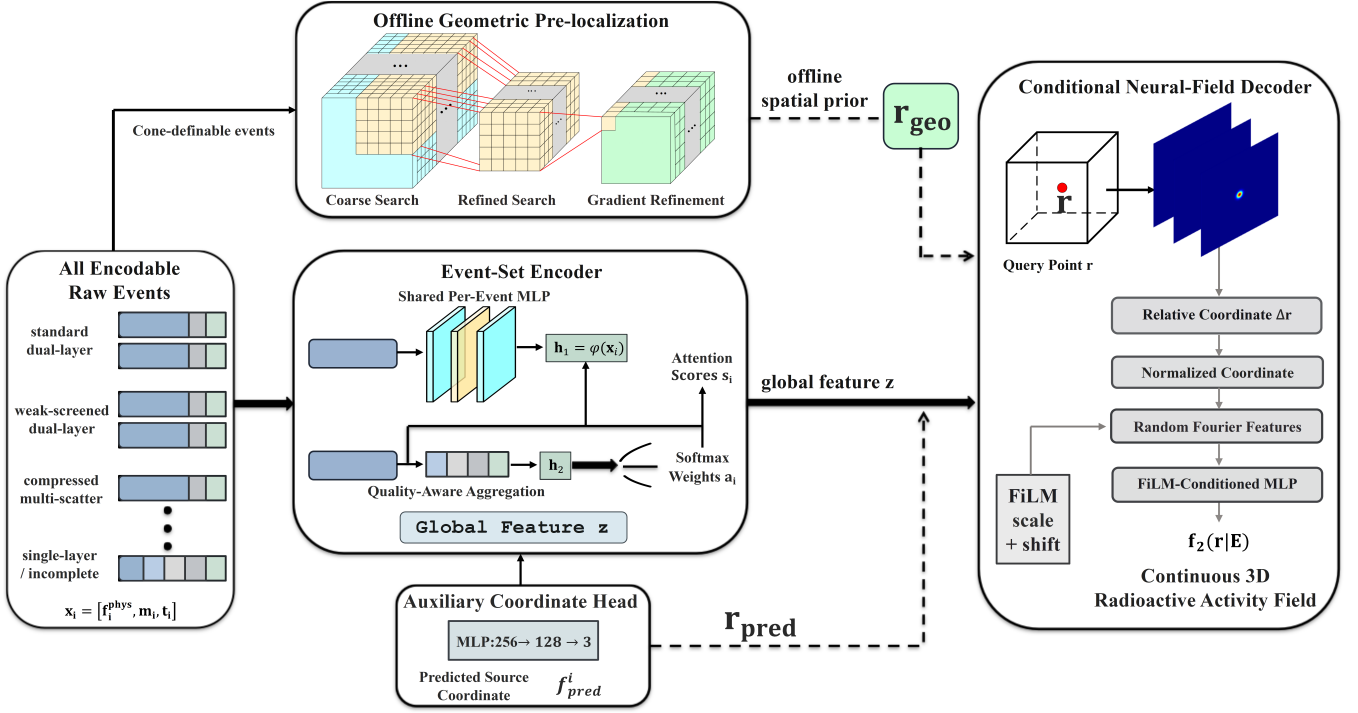 Offline Geometric Pre-localization
...
...
...
Coarse Search
Refined Search
Gradient Refinement
Cone-definable events
offline
spatial prior
r_geo
All Encodable
Raw Events
standard
dual-layer
weak-screened
dual-layer
compressed
multi-scatter
single-layer
/ incomplete
x_i = [f_i^phys, m_i, t_i]
Event-Set Encoder
Shared Per-Event MLP
h_1 = φ(x_i)
Attention
Scores s_i
h_2
Softmax
Weights a_i
Quality-Aware Aggregation
Global Feature z
global feature z
Auxiliary Coordinate Head
MLP:256→ 128 → 3
Predicted Source
Coordinate
f_pred^i
r_pred
Conditional Neural-Field Decoder
r
Query Point r
Relative Coordinate Δr
Normalized Coordinate
Random Fourier Features
FiLM-Conditioned MLP
FiLM
scale
+ shift
f_2(r|E)
Continuous 3D
Radioactive Activity Field